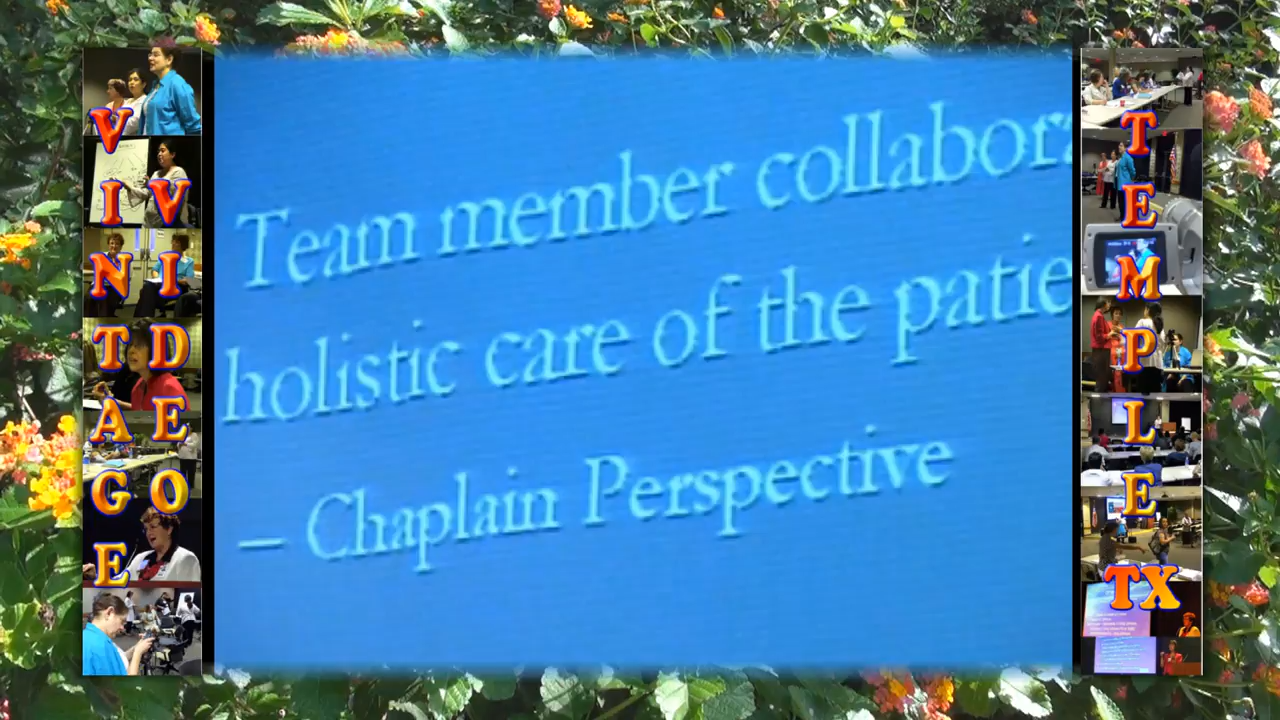 VINTAGE
VIDEO
Team member collabora
holistic care of the patie
– Chaplain Perspective
TEMPLE
TX